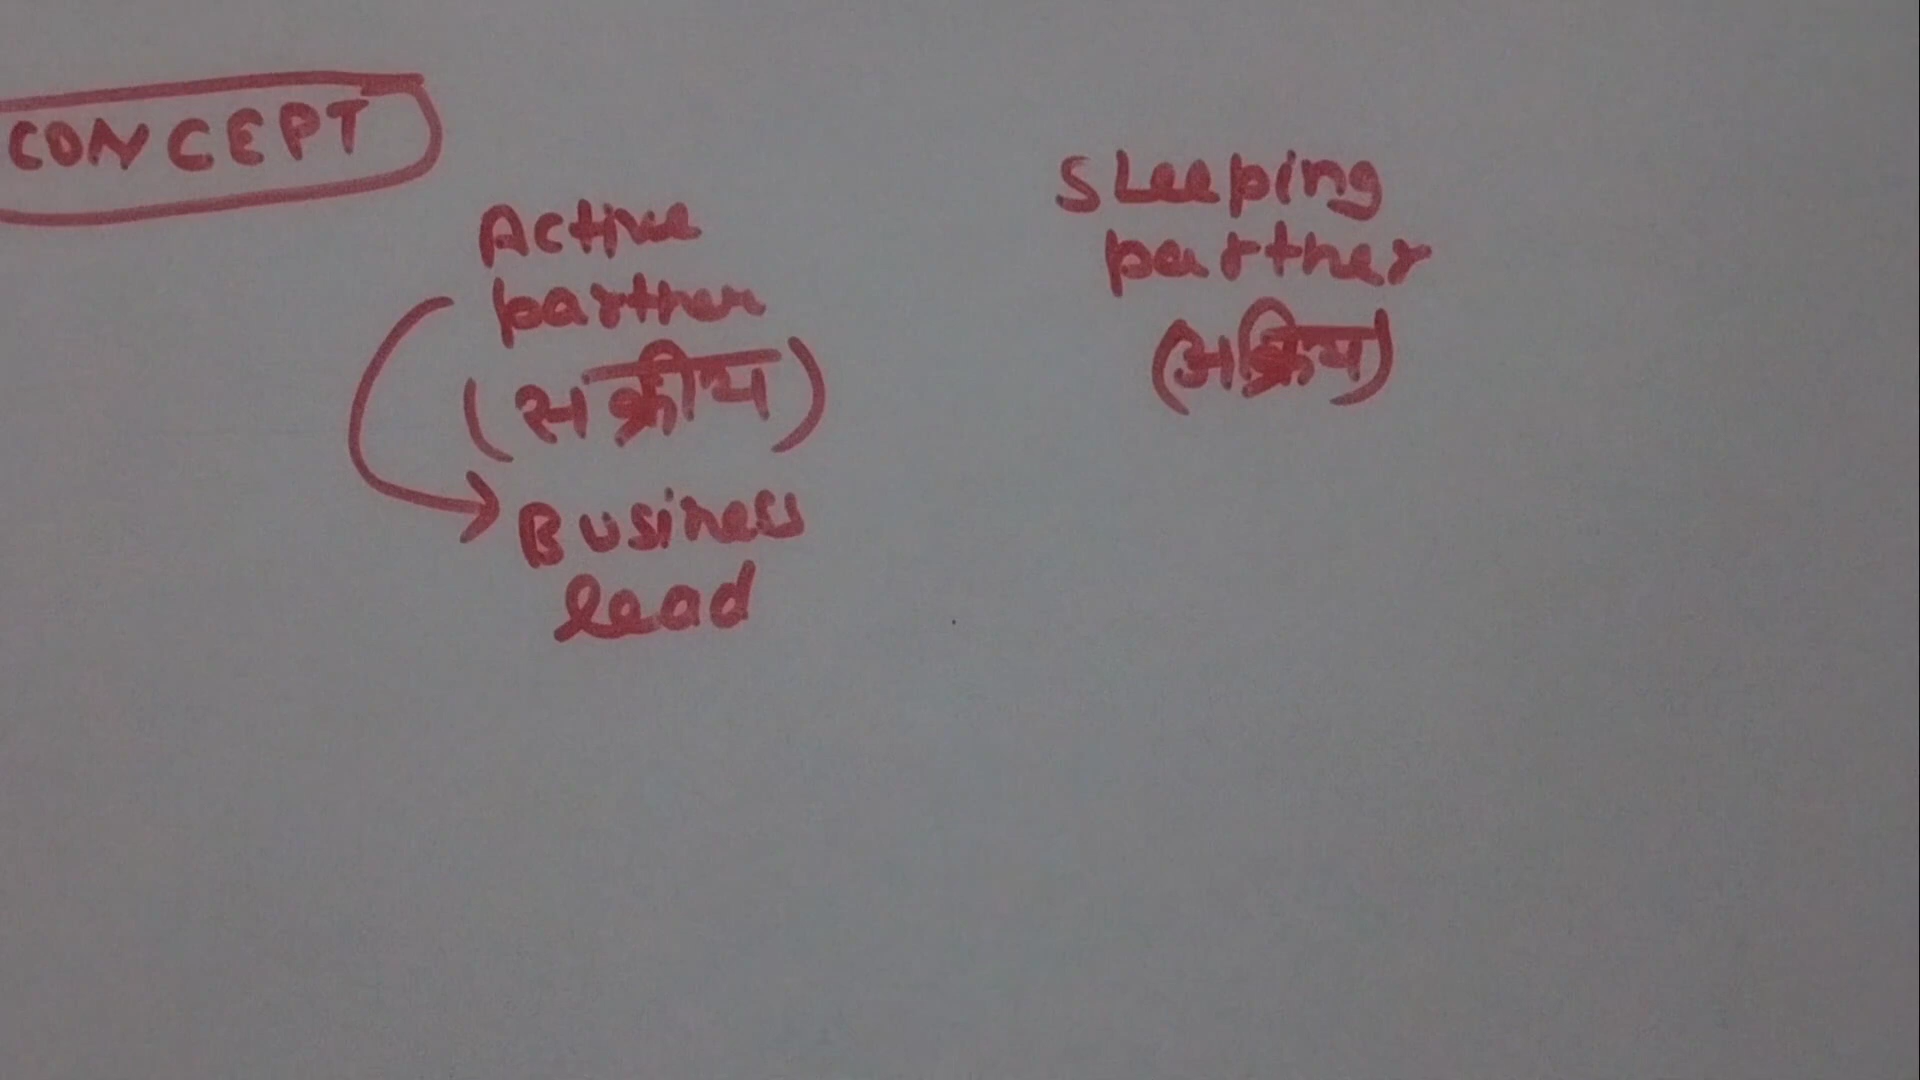 CONCEPT
Active
partner
(सक्रीय)
Business
lead
Sleeping
partner
(अक्रिय)